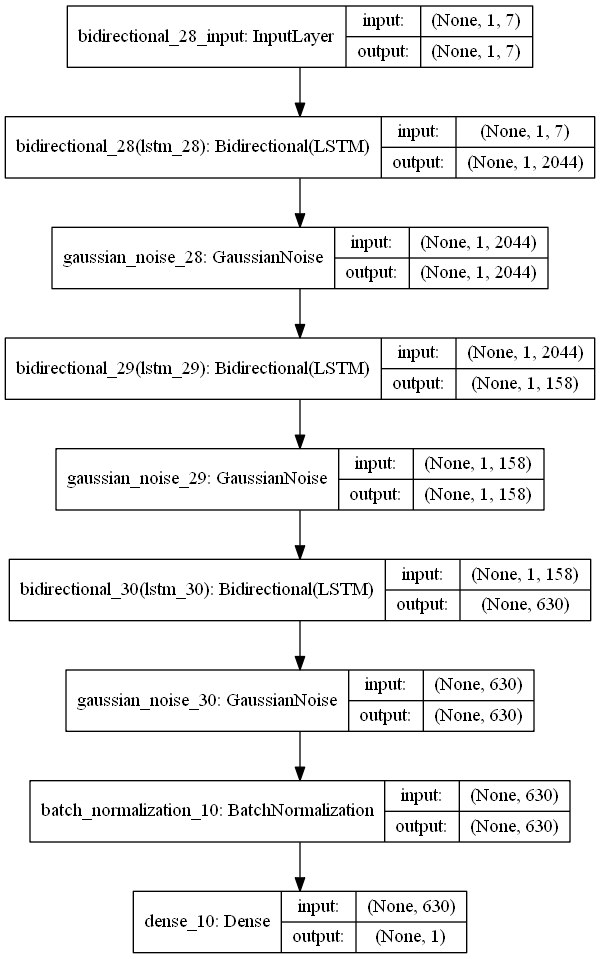 bidirectional_28_input: InputLayer
input: (None, 1, 7)
output: (None, 1, 7)
bidirectional_28(lstm_28): Bidirectional(LSTM)
input: (None, 1, 7)
output: (None, 1, 2044)
gaussian_noise_28: GaussianNoise
input: (None, 1, 2044)
output: (None, 1, 2044)
bidirectional_29(lstm_29): Bidirectional(LSTM)
input: (None, 1, 2044)
output: (None, 1, 158)
gaussian_noise_29: GaussianNoise
input: (None, 1, 158)
output: (None, 1, 158)
bidirectional_30(lstm_30): Bidirectional(LSTM)
input: (None, 1, 158)
output: (None, 630)
gaussian_noise_30: GaussianNoise
input: (None, 630)
output: (None, 630)
batch_normalization_10: BatchNormalization
input: (None, 630)
output: (None, 630)
dense_10: Dense
input: (None, 630)
output: (None, 1)